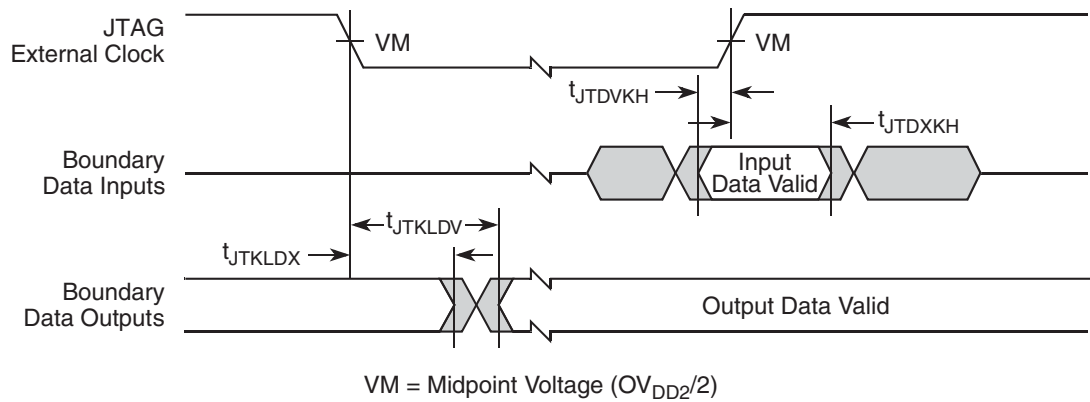 JTAG
External Clock
VM
VM
tJTDVKH
tJTDXKH
Boundary
Data Inputs
Input
Data Valid
tJTKLDV
tJTKLDX
Boundary
Data Outputs
Output Data Valid
VM = Midpoint Voltage (OVDD2/2)